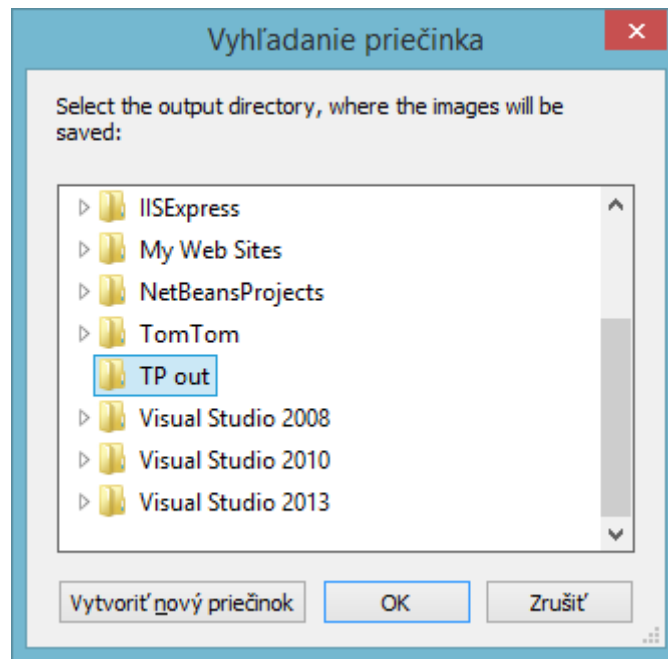 Vyhľadanie priečinka
Select the output directory, where the images will be
saved:
IISExpress
My Web Sites
NetBeansProjects
TomTom
TP out
Visual Studio 2008
Visual Studio 2010
Visual Studio 2013
Vytvoriť nový priečinok
OK
Zrušiť